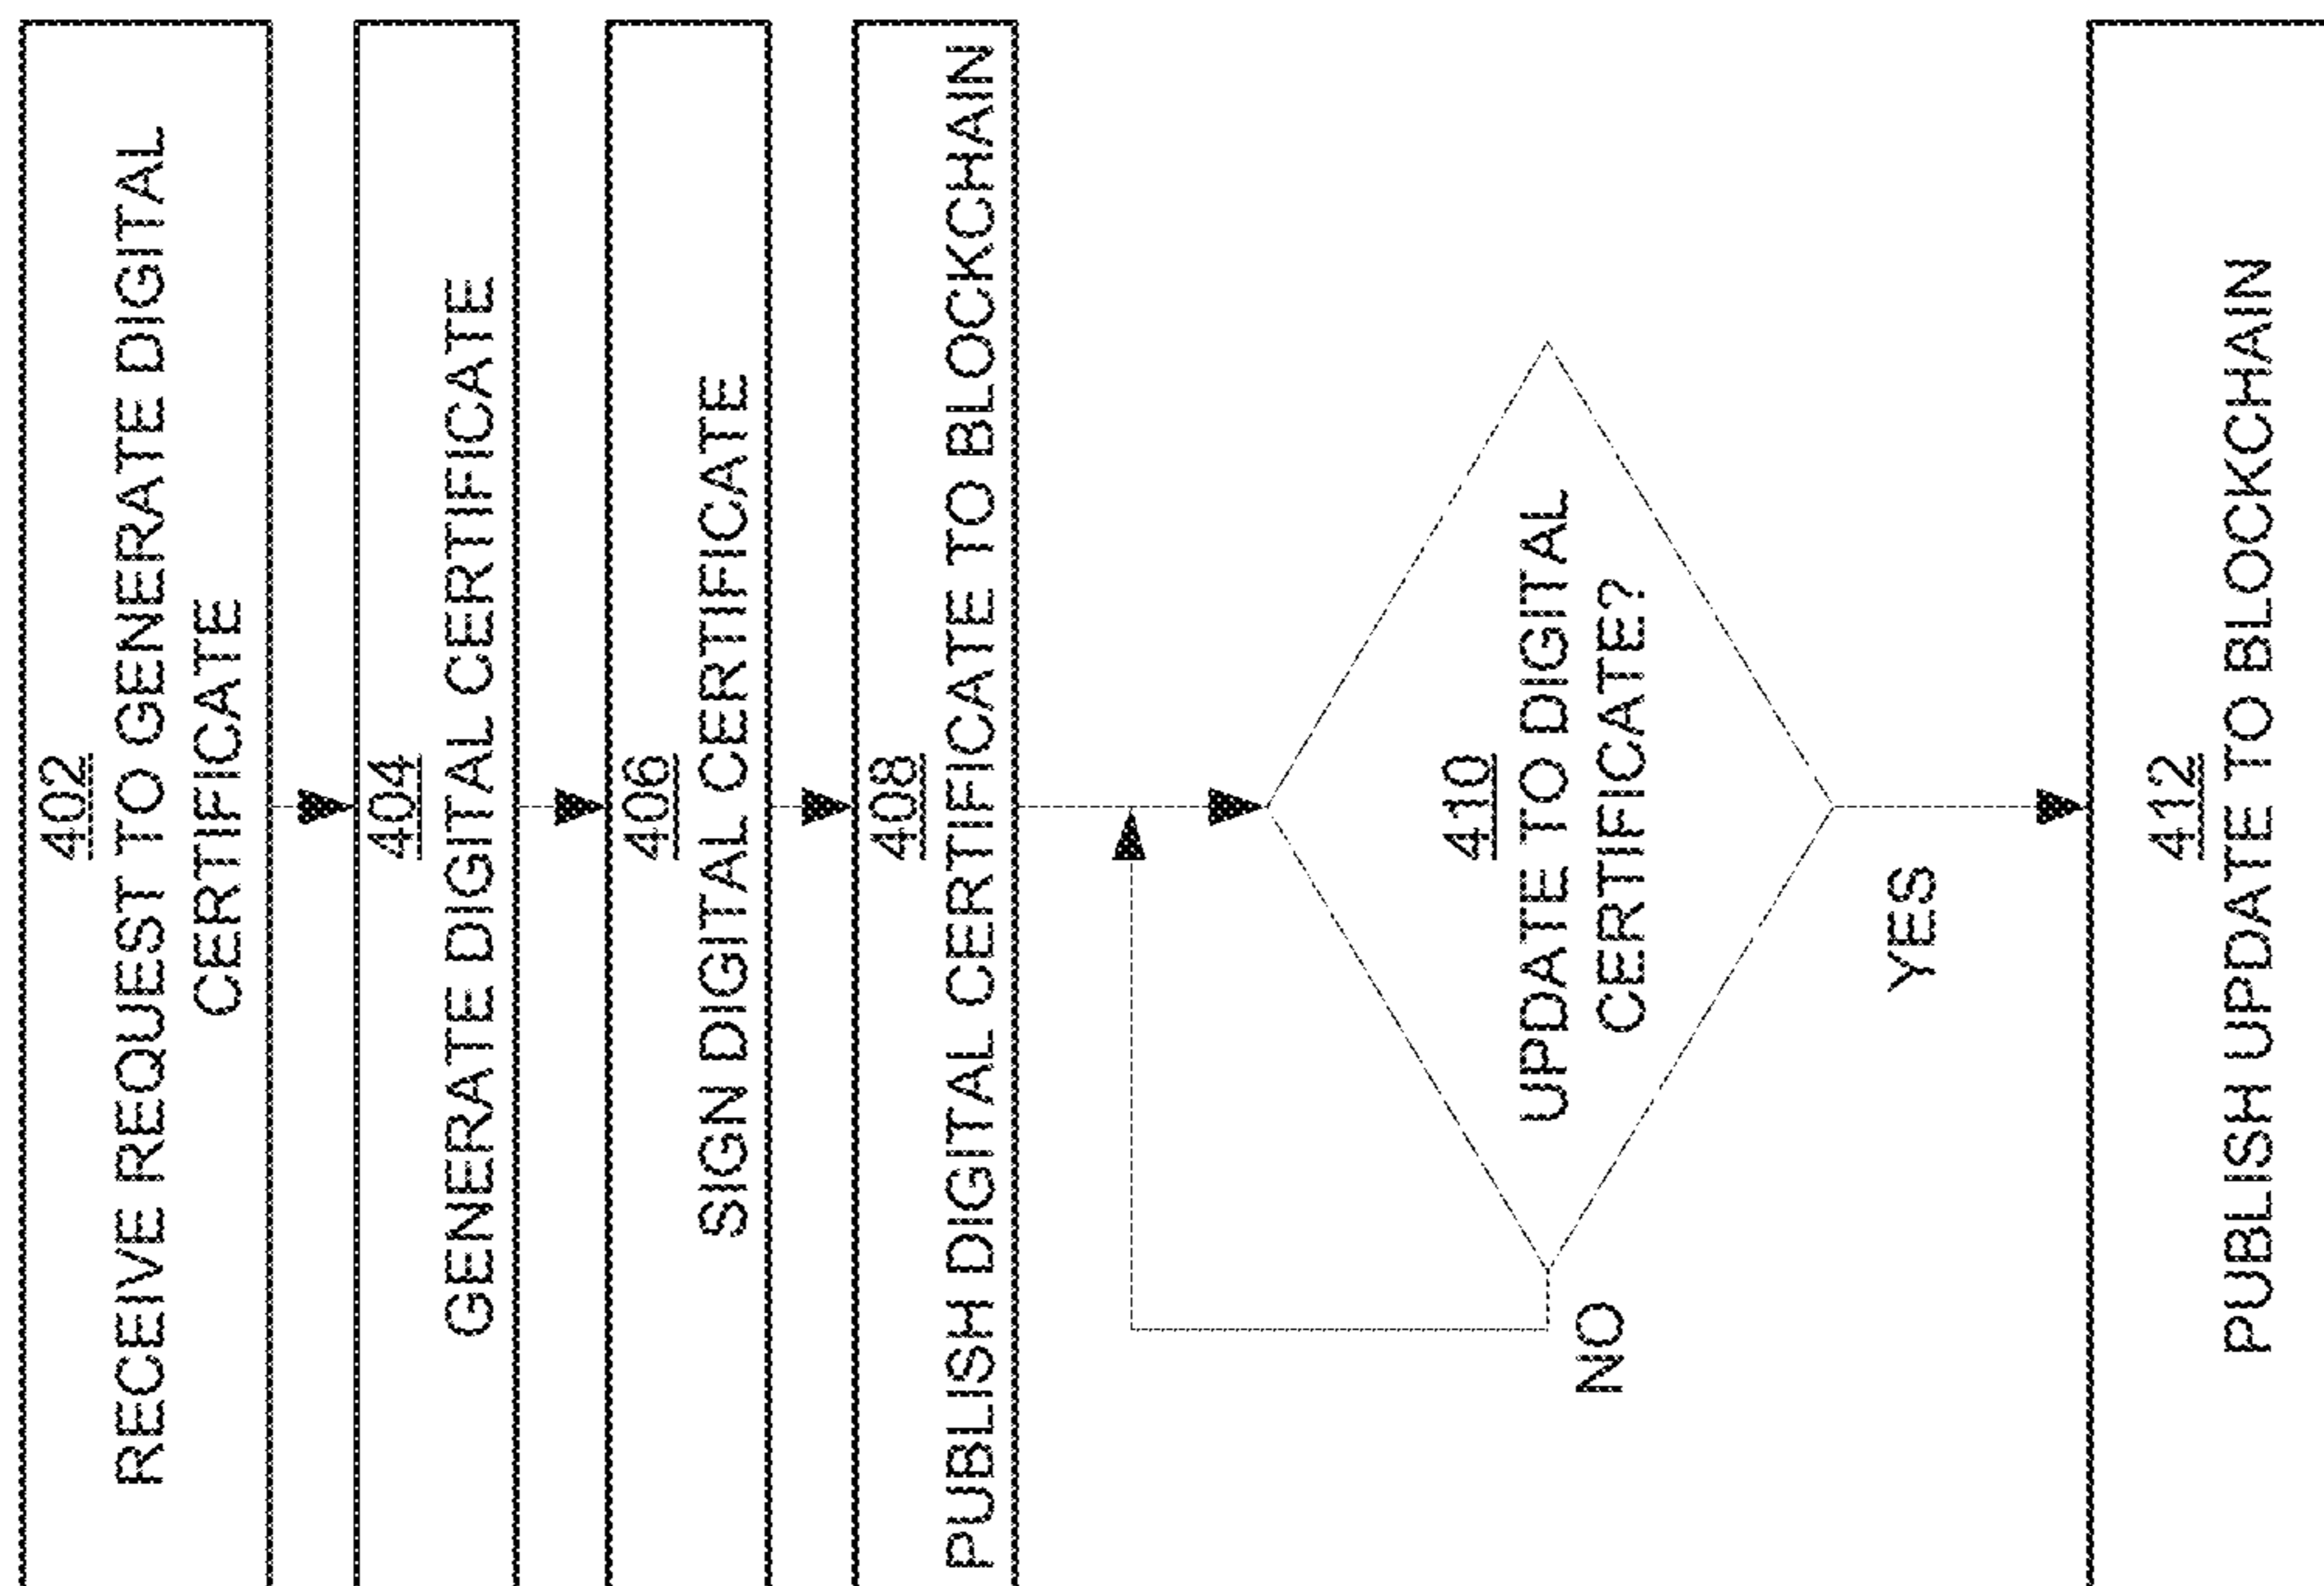 402
RECEIVE REQUEST TO GENERATE DIGITAL
CERTIFICATE
404
GENERATE DIGITAL CERTIFICATE
406
SIGN DIGITAL CERTIFICATE
408
PUBLISH DIGITAL CERTIFICATE TO BLOCKCHAIN
410
UPDATE TO DIGITAL
CERTIFICATE?
NO
YES
412
PUBLISH UPDATE TO BLOCKCHAIN